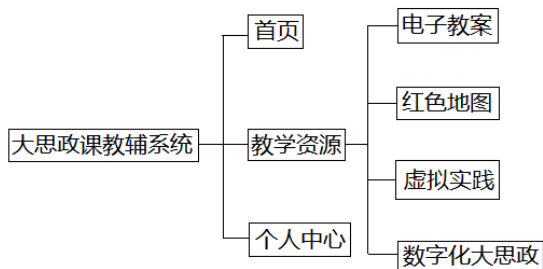 大思政课教辅系统
首页
教学资源
个人中心
电子教案
红色地图
虚拟实践
数字化大思政